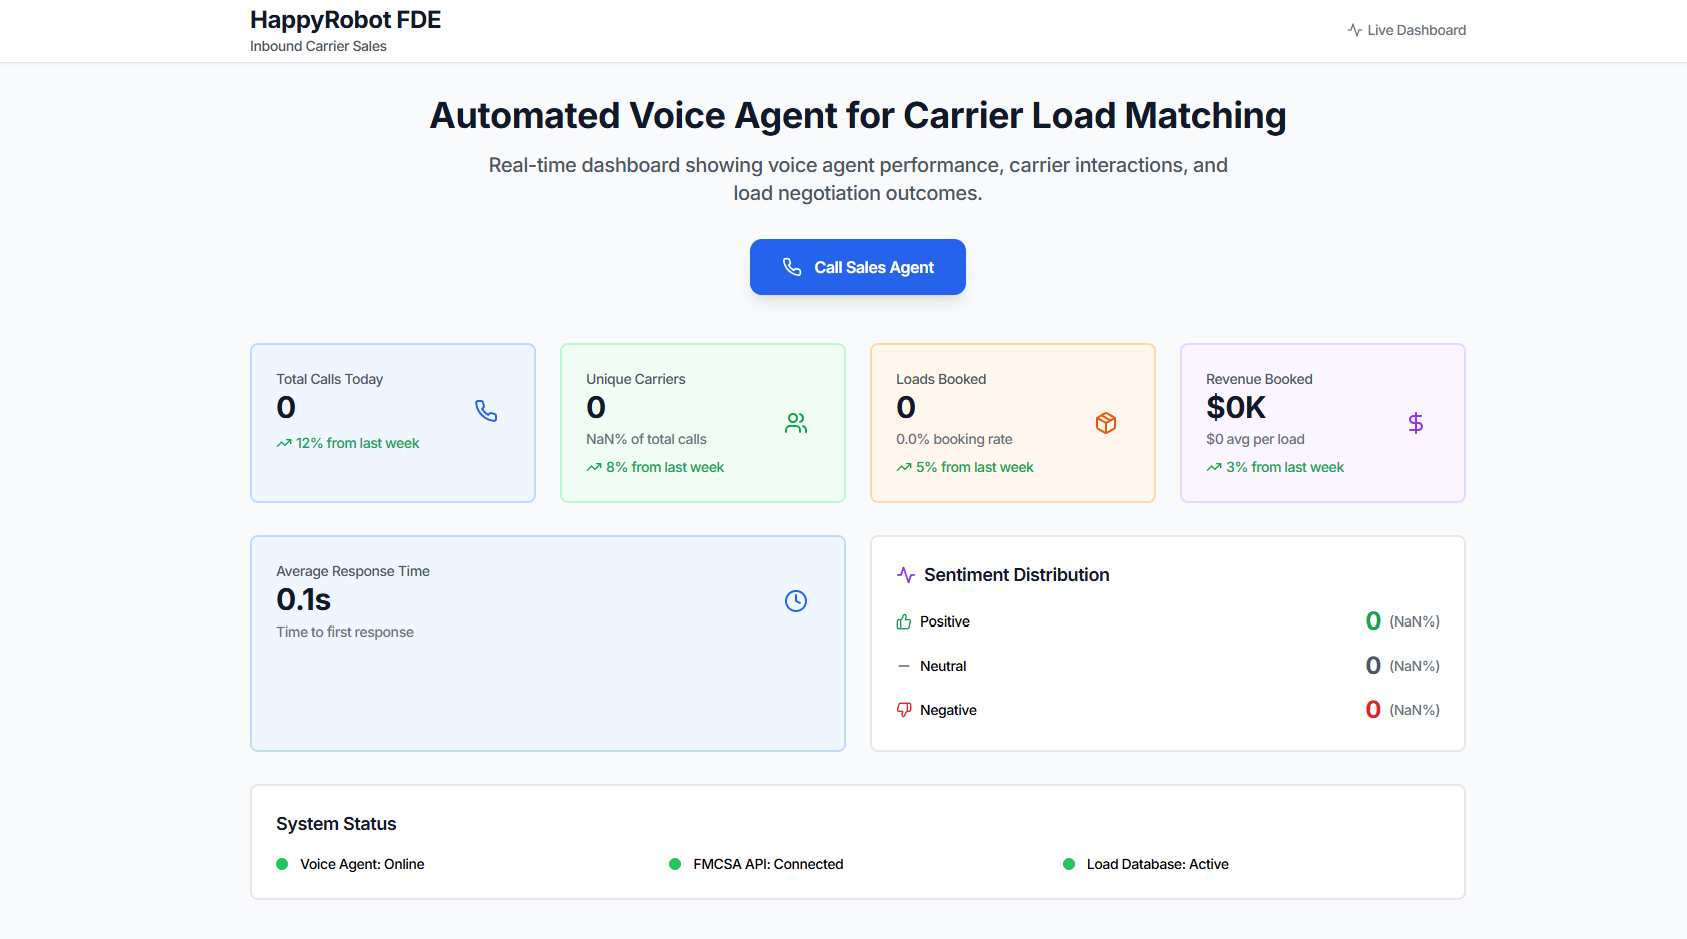 HappyRobot FDE
Inbound Carrier Sales
Live Dashboard
Automated Voice Agent for Carrier Load Matching
Real-time dashboard showing voice agent performance, carrier interactions, and
load negotiation outcomes.
Call Sales Agent
Total Calls Today
0
12% from last week
Unique Carriers
0
NaN% of total calls
8% from last week
Loads Booked
0
0.0% booking rate
5% from last week
Revenue Booked
$0K
$0 avg per load
3% from last week
Average Response Time
0.1s
Time to first response
Sentiment Distribution
Positive 0 (NaN%)
Neutral 0 (NaN%)
Negative 0 (NaN%)
System Status
Voice Agent: Online
FMCSA API: Connected
Load Database: Active